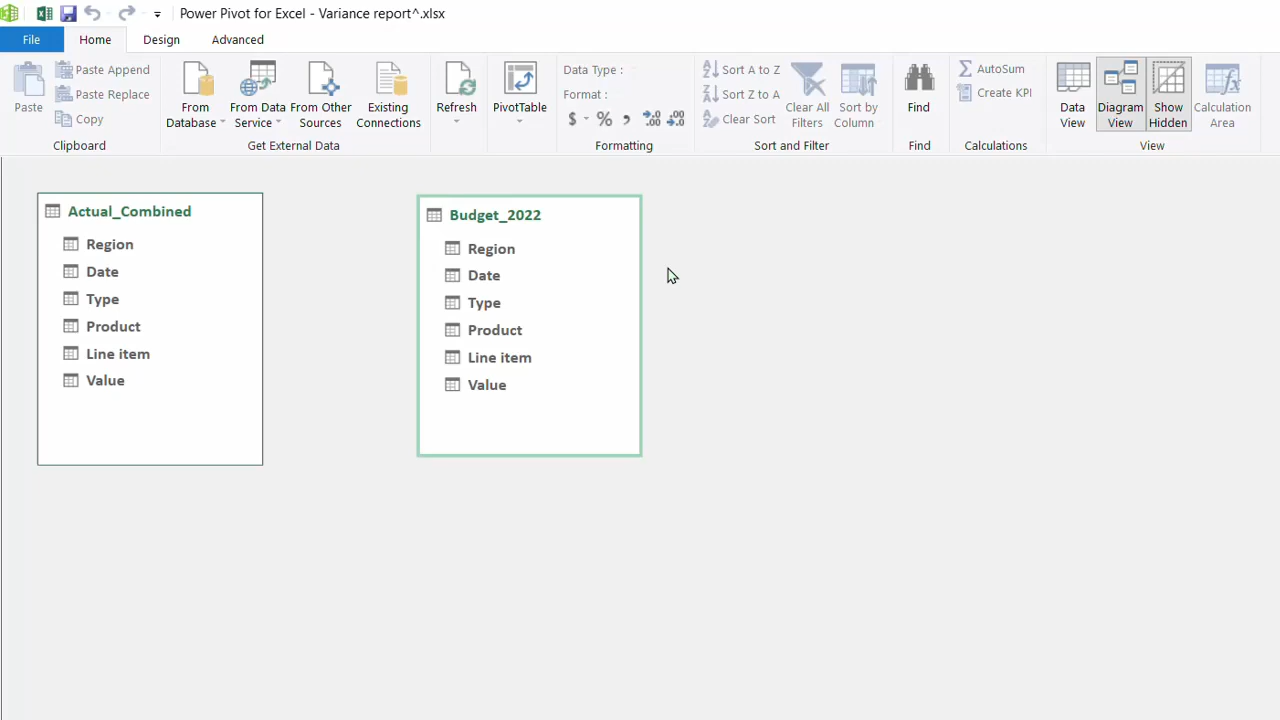 Power Pivot for Excel - Variance report^.xlsx
File Home Design Advanced
Paste
Paste Append
Paste Replace
Copy
Clipboard
From Database
From Data Service
From Other Sources
Existing Connections
Get External Data
Refresh
PivotTable
Data Type :
Format :
$ % ,
.00 .00
Formatting
Sort A to Z
Sort Z to A
Clear Sort
Clear All Filters
Sort by Column
Sort and Filter
Find
Find
AutoSum
Create KPI
Calculations
Data View
Diagram View
Show Hidden
Calculation Area
View
Actual_Combined
Region
Date
Type
Product
Line item
Value
Budget_2022
Region
Date
Type
Product
Line item
Value